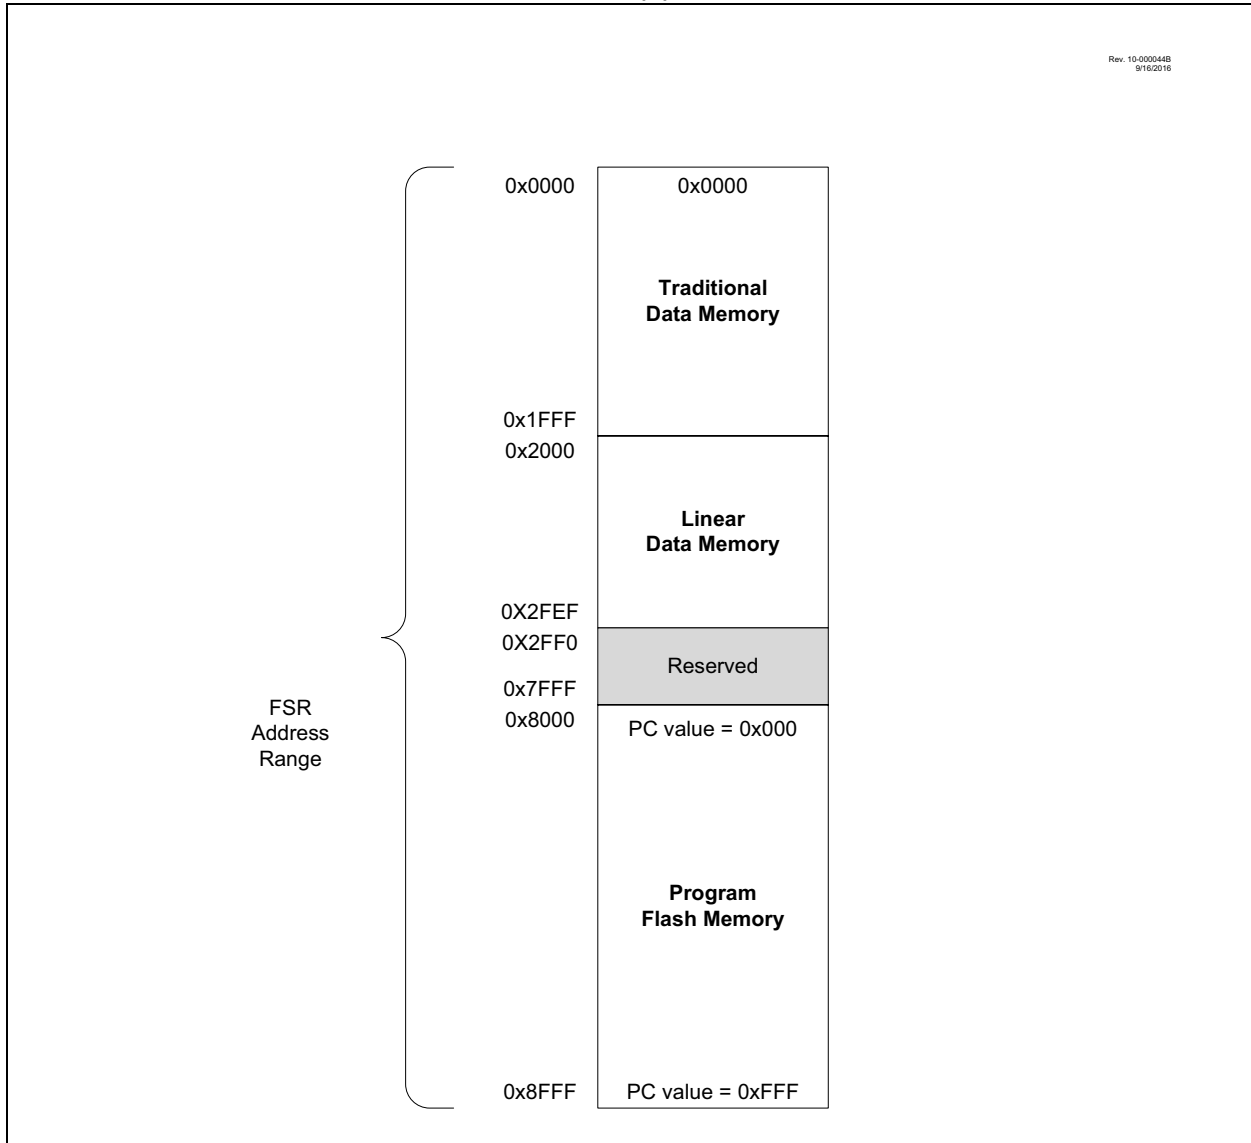 Rev. 10-000044B
9/16/2016
0x0000
0x0000
Traditional
Data Memory
0x1FFF
0x2000
Linear
Data Memory
0X2FEF
0X2FF0
Reserved
0x7FFF
0x8000
PC value = 0x000
FSR
Address
Range
Program
Flash Memory
0x8FFF
PC value = 0xFFF